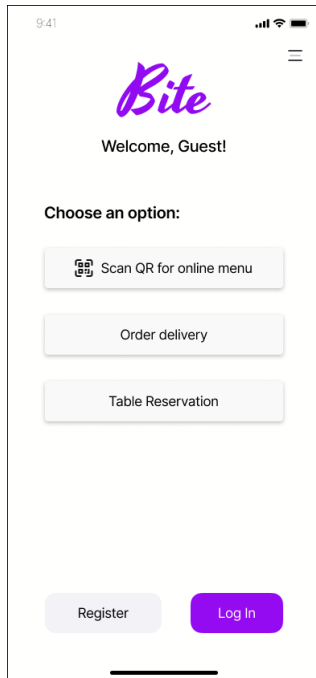 9:41
Bite
Welcome, Guest!
Choose an option:
Scan QR for online menu
Order delivery
Table Reservation
Register
Log In